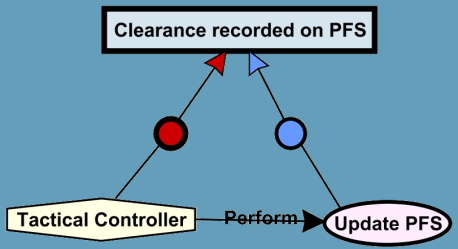 Clearance recorded on PFS
Tactical Controller
Perform
Update PFS